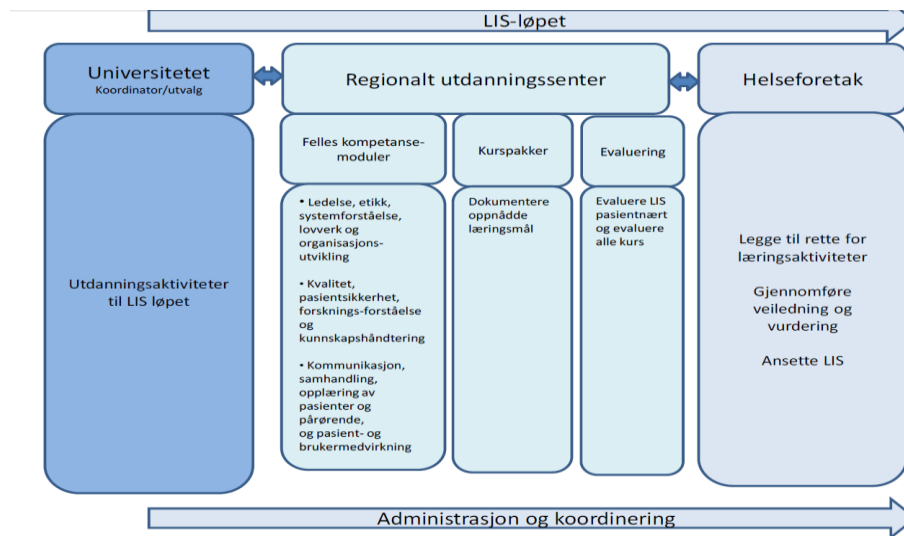 LIS-løpet
Universitetet
Koordinator/utvalg
Utdanningsaktiviteter
til LIS løpet
Regionalt utdanningssenter
Felles kompetanse-
moduler
• Ledelse, etikk,
systemforståelse,
lovverk og
organisasjons-
utvikling
• Kvalitet,
pasientsikkerhet,
forsknings-forståelse
og
kunnskapshåndtering
• Kommunikasjon,
samhandling,
opplæring av
pasienter og
pårørende,
og pasient- og
brukermedvirkning
Kurspakker
Dokumentere
oppnådde
læringsmål
Evaluering
Evaluere LIS
pasientnært
og evaluere
alle kurs
Helseforetak
Legge til rette for
læringsaktiviteter
Gjennomføre
veiledning og
vurdering
Ansette LIS
Administrasjon og koordinering